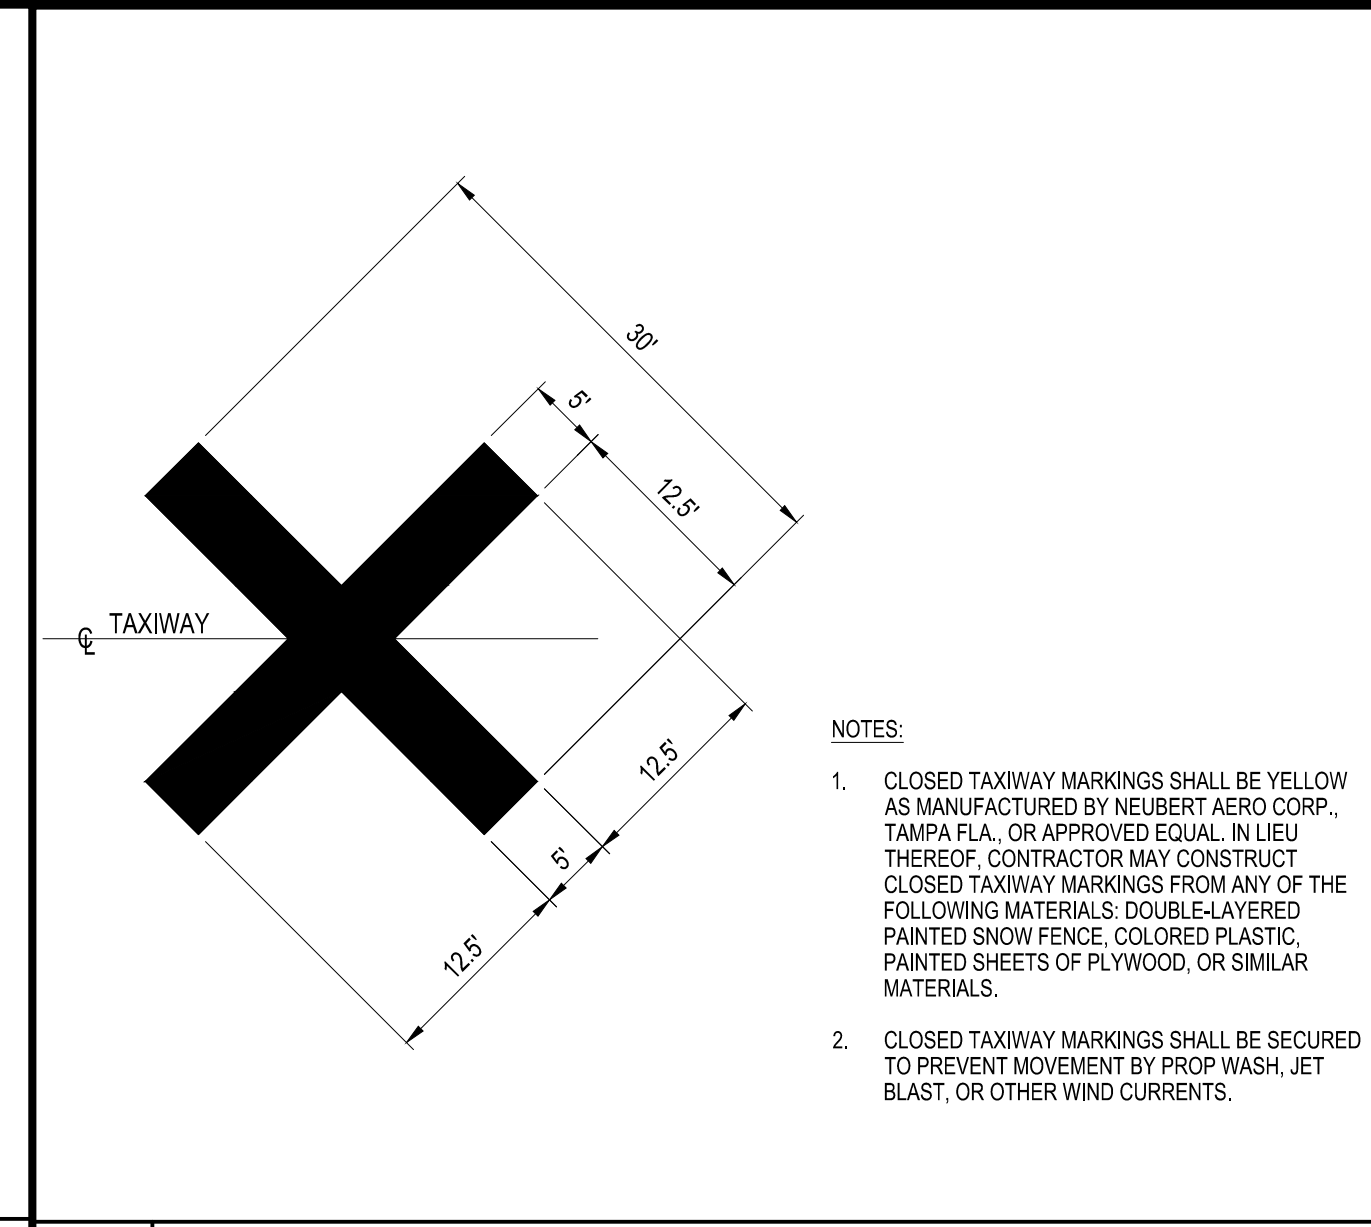 30'
5'
12.5'
℄ TAXIWAY
12.5'
5'
12.5'
NOTES:
1. CLOSED TAXIWAY MARKINGS SHALL BE YELLOW
AS MANUFACTURED BY NEUBERT AERO CORP.,
TAMPA FLA., OR APPROVED EQUAL. IN LIEU
THEREOF, CONTRACTOR MAY CONSTRUCT
CLOSED TAXIWAY MARKINGS FROM ANY OF THE
FOLLOWING MATERIALS: DOUBLE-LAYERED
PAINTED SNOW FENCE, COLORED PLASTIC,
PAINTED SHEETS OF PLYWOOD, OR SIMILAR
MATERIALS.
2. CLOSED TAXIWAY MARKINGS SHALL BE SECURED
TO PREVENT MOVEMENT BY PROP WASH, JET
BLAST, OR OTHER WIND CURRENTS.